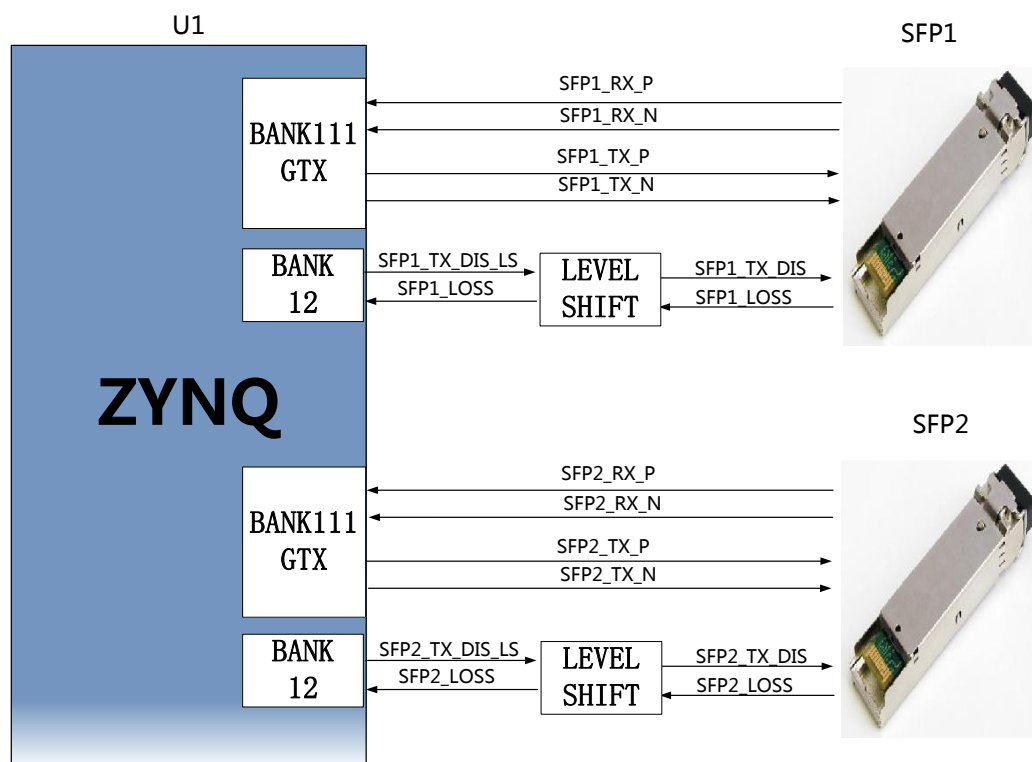 U1
SFP1
SFP1_RX_P
SFP1_RX_N
BANK111
GTX
SFP1_TX_P
SFP1_TX_N
BANK
12
SFP1_TX_DIS_LS
SFP1_LOSS
LEVEL
SHIFT
SFP1_TX_DIS
SFP1_LOSS
ZYNQ
SFP2
SFP2_RX_P
SFP2_RX_N
BANK111
GTX
SFP2_TX_P
SFP2_TX_N
BANK
12
SFP2_TX_DIS_LS
SFP2_LOSS
LEVEL
SHIFT
SFP2_TX_DIS
SFP2_LOSS